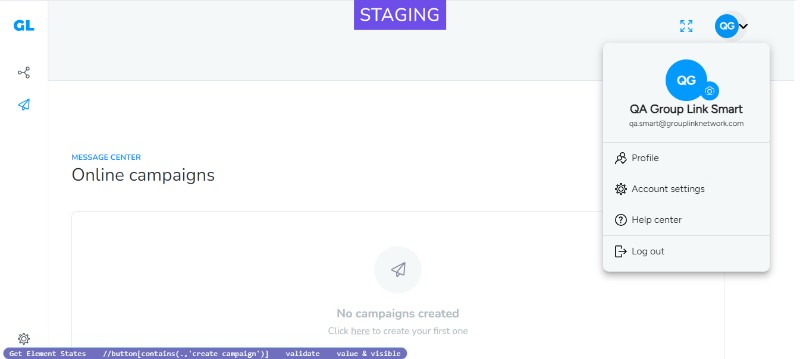 GL
STAGING
QG
QG
QA Group Link Smart
qa.smart@grouplinknetwork.com
Profile
Account settings
Help center
Log out
MESSAGE CENTER
Online campaigns
No campaigns created
Click here to create your first one
Get Element States //button[contains(.,'create campaign')] validate value & visible